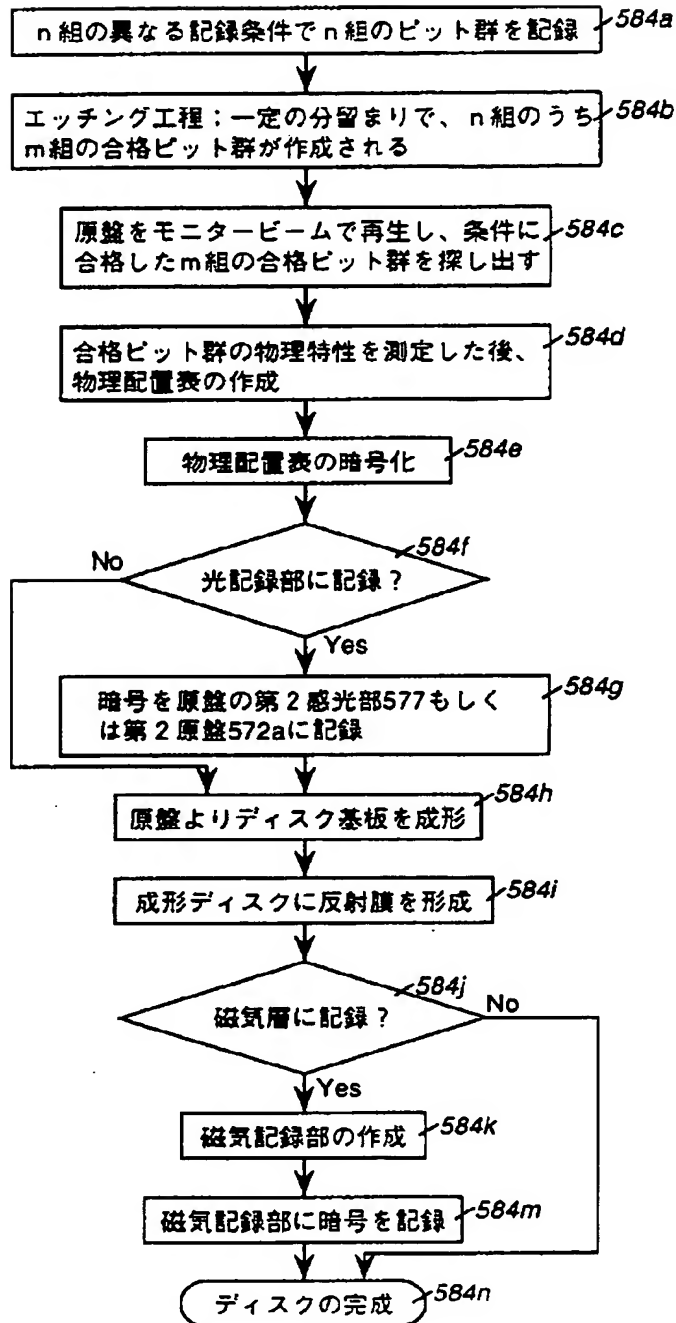 n組の異なる記録条件でn組のピット群を記録
584a
エッチング工程：一定の分留まりで、n組のうち
m組の合格ピット群が作成される
584b
原盤をモニタービームで再生し、条件に
合格したm組の合格ピット群を探し出す
584c
合格ピット群の物理特性を測定した後、
物理配置表の作成
584d
物理配置表の暗号化
584e
584f
No
光記録部に記録？
Yes
暗号を原盤の第2感光部577もしく
は第2原盤572aに記録
584g
原盤よりディスク基板を成形
584h
成形ディスクに反射膜を形成
584i
584j
No
磁気層に記録？
Yes
磁気記録部の作成
584k
磁気記録部に暗号を記録
584m
ディスクの完成
584n